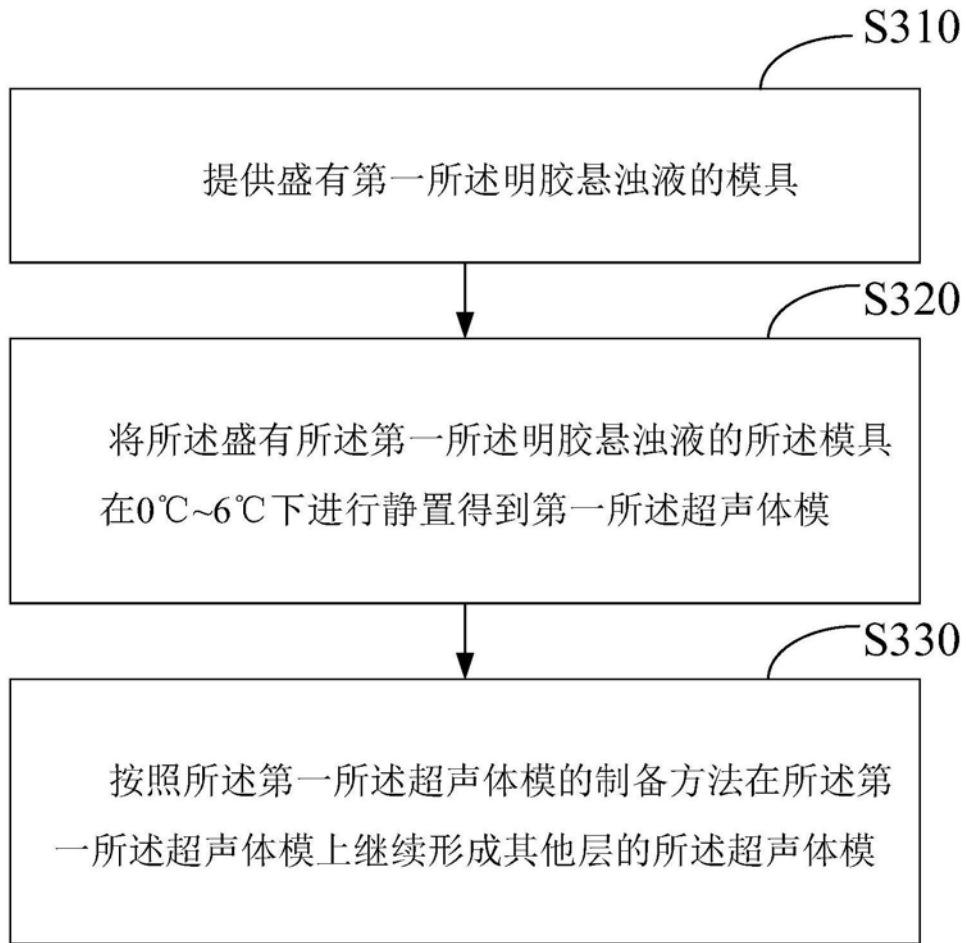 S310
提供盛有第一所述明胶悬浊液的模具
S320
将所述盛有所述第一所述明胶悬浊液的所述模具
在0℃~6℃下进行静置得到第一所述超声体模
S330
按照所述第一所述超声体模的制备方法在所述第
一所述超声体模上继续形成其他层的所述超声体模